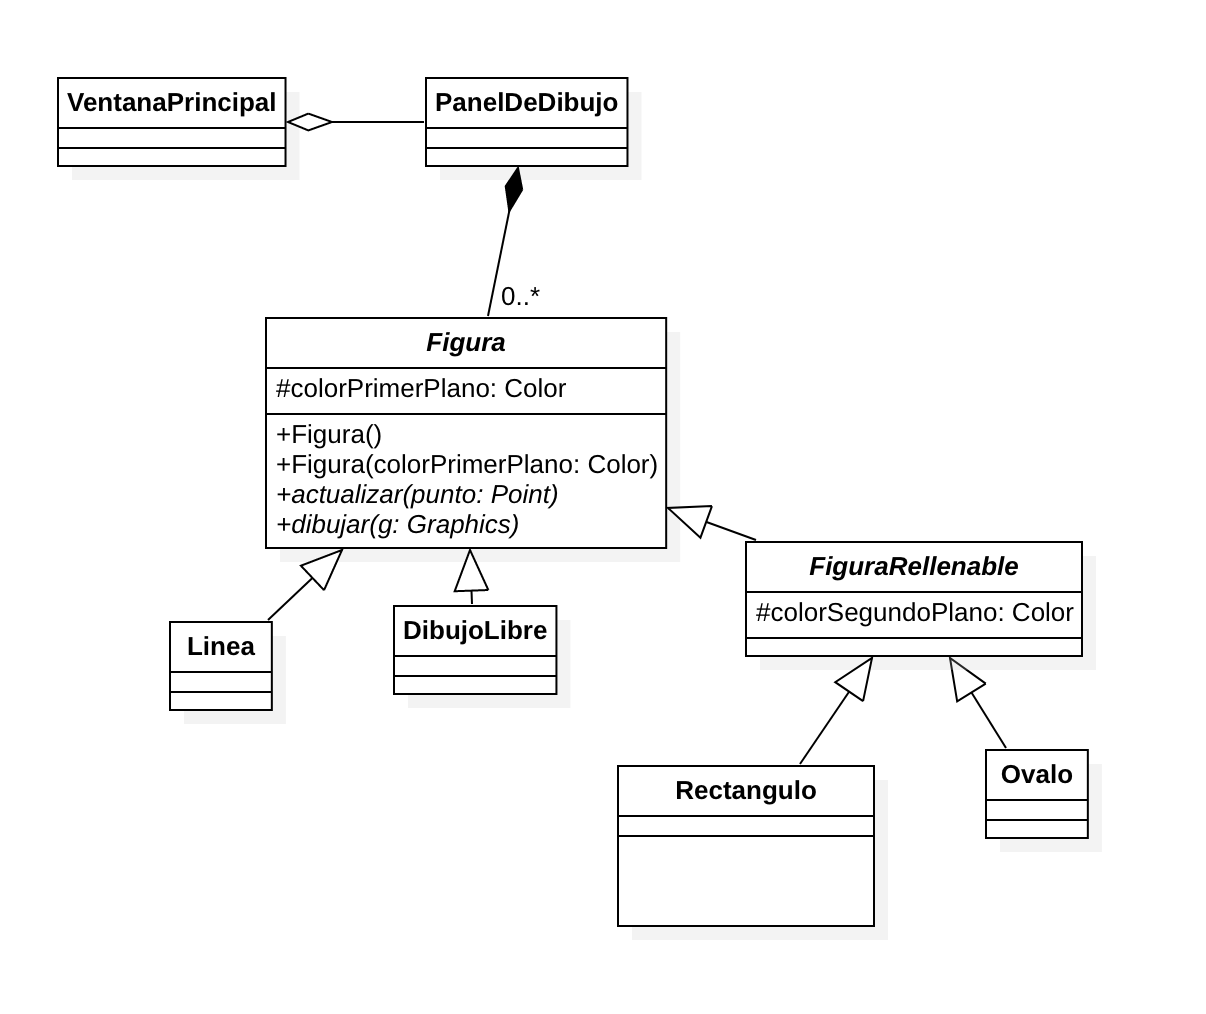 VentanaPrincipal
PanelDeDibujo
0..*
Figura
#colorPrimerPlano: Color
+Figura()
+Figura(colorPrimerPlano: Color)
+actualizar(punto: Point)
+dibujar(g: Graphics)
FiguraRellenable
#colorSegundoPlano: Color
Linea
DibujoLibre
Rectangulo
Ovalo